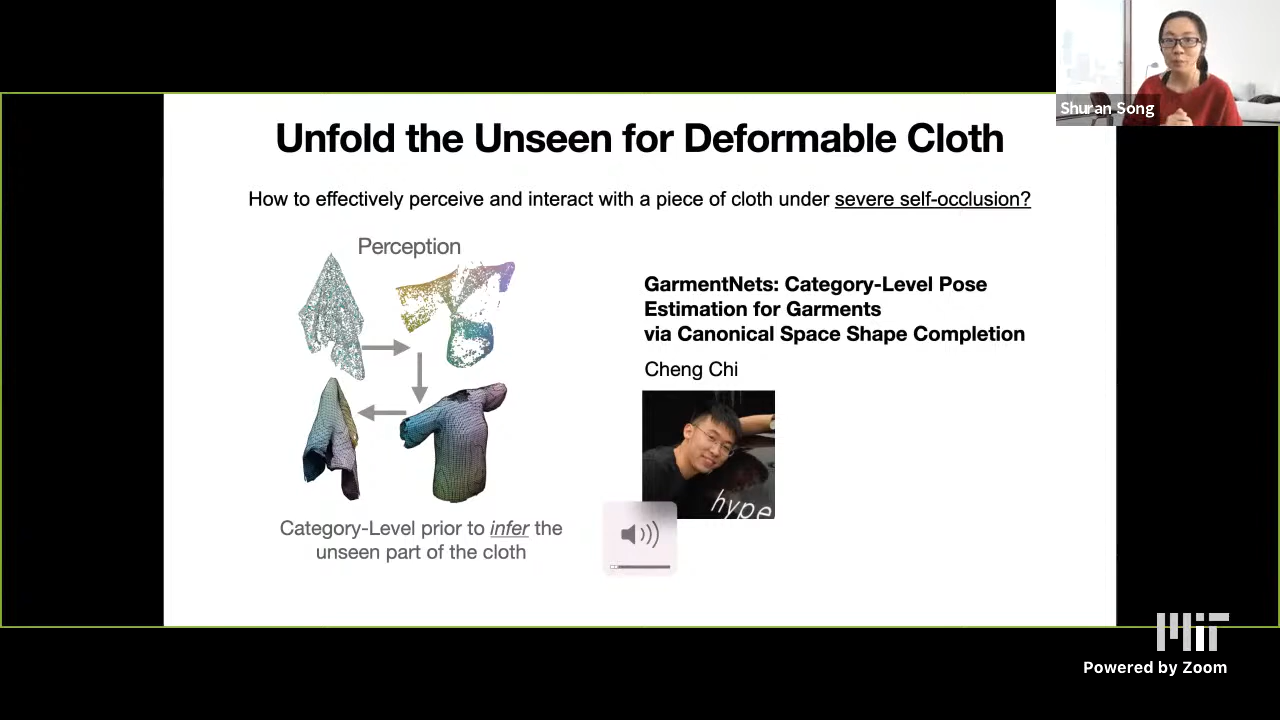 Shuran Song
Unfold the Unseen for Deformable Cloth
How to effectively perceive and interact with a piece of cloth under severe self-occlusion?
Perception
GarmentNets: Category-Level Pose
Estimation for Garments
via Canonical Space Shape Completion
Cheng Chi
hype
Category-Level prior to infer the
unseen part of the cloth
MIT
Powered by Zoom